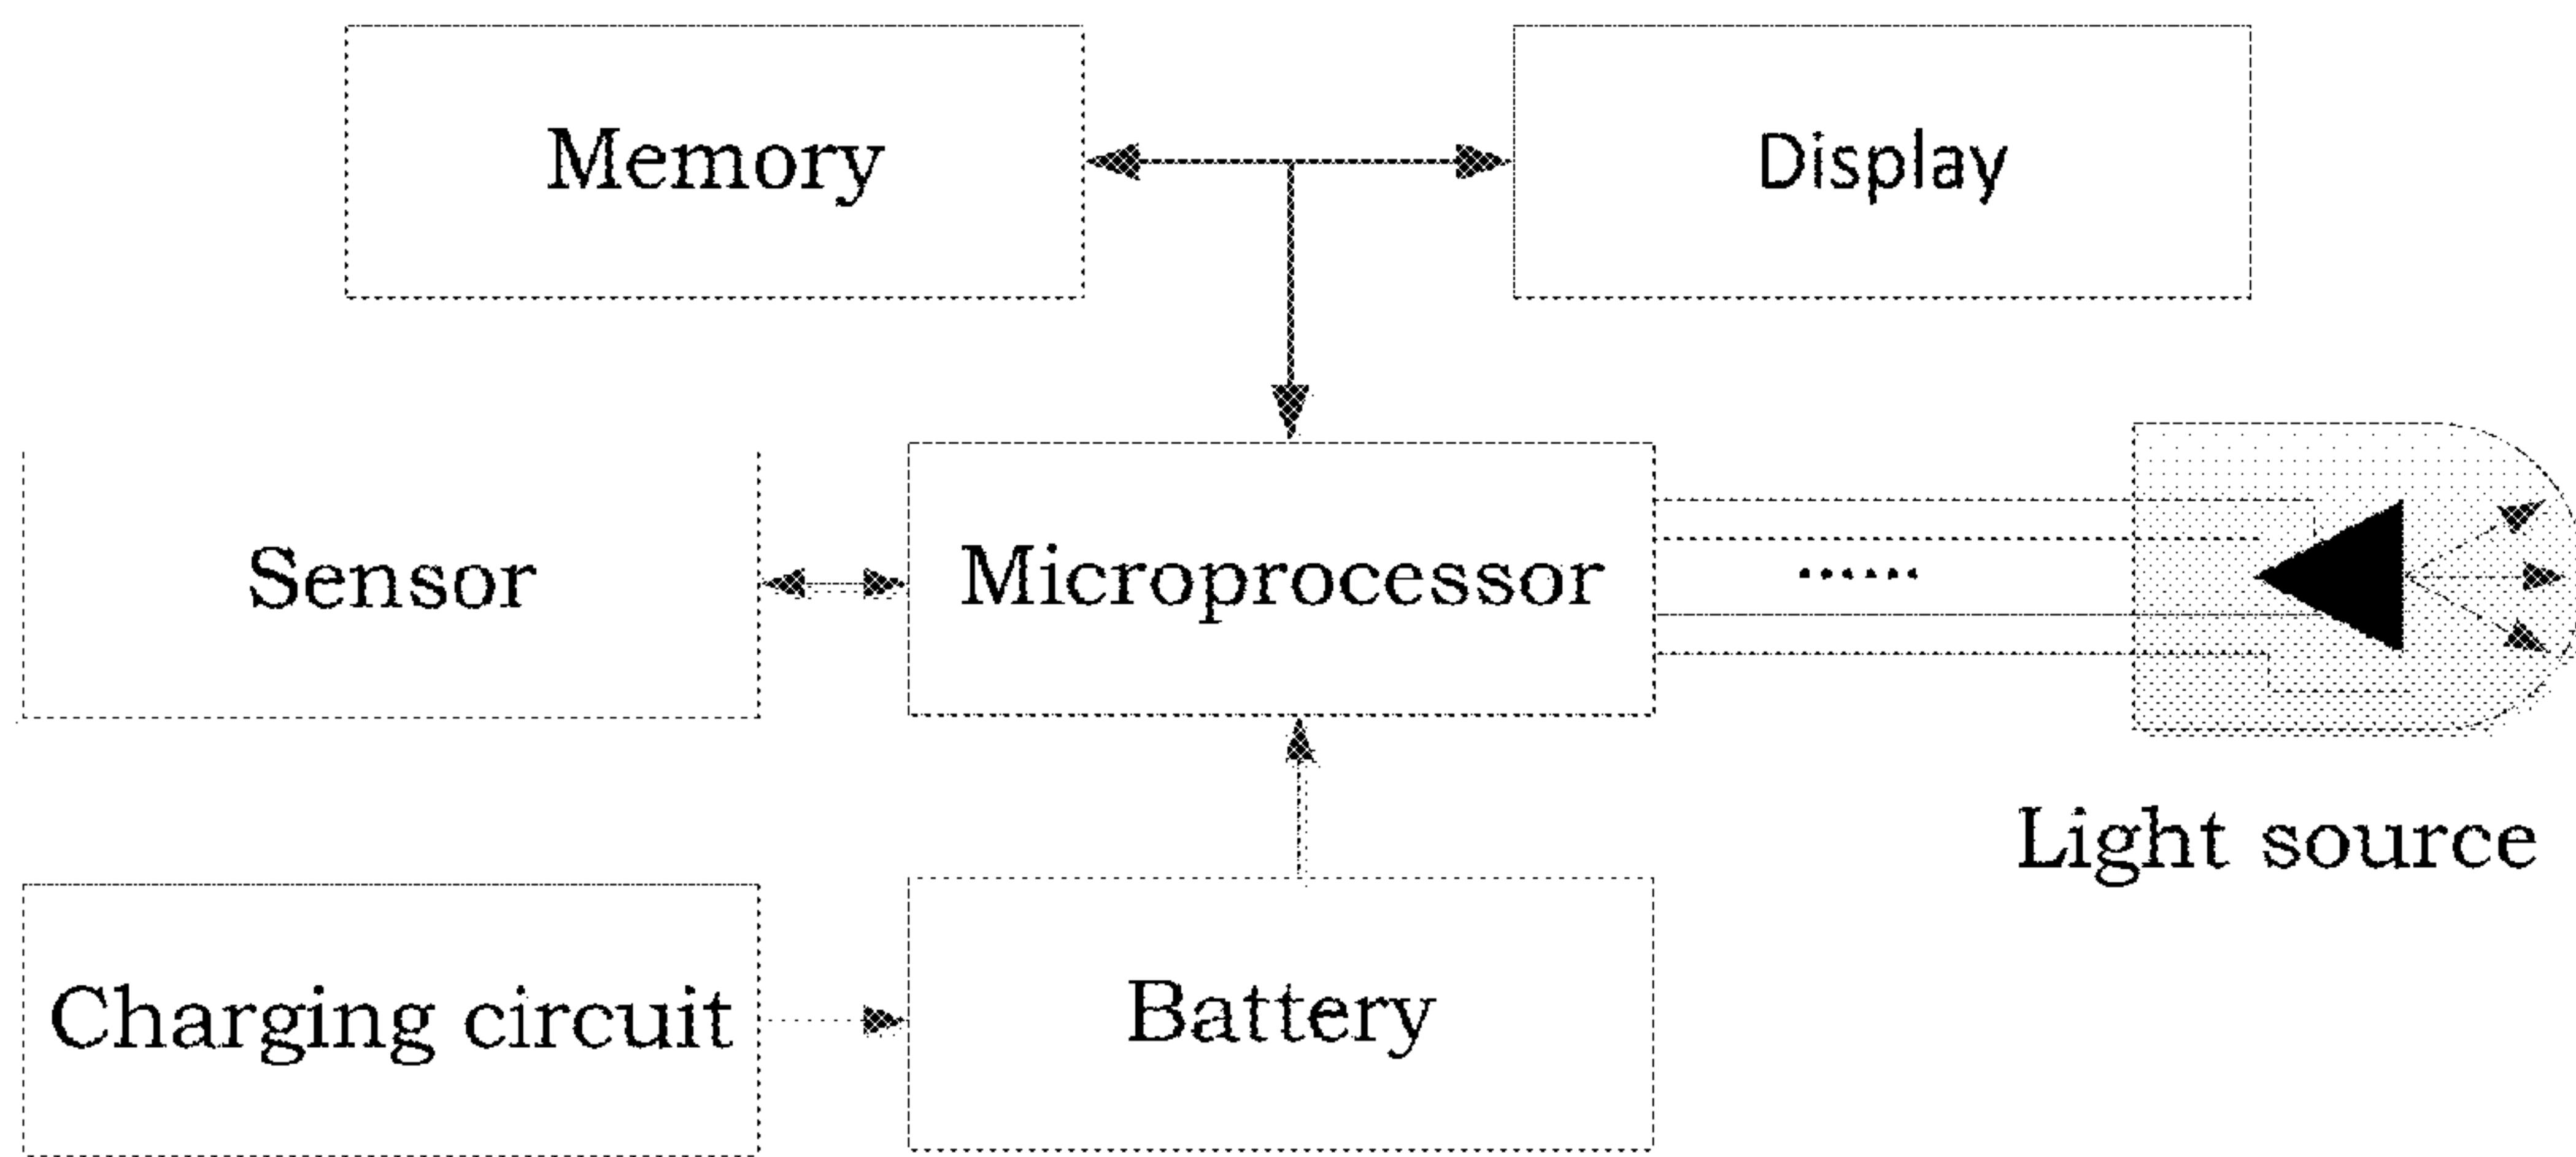 Memory
Display
Sensor
Microprocessor
......
Light source
Charging circuit
Battery